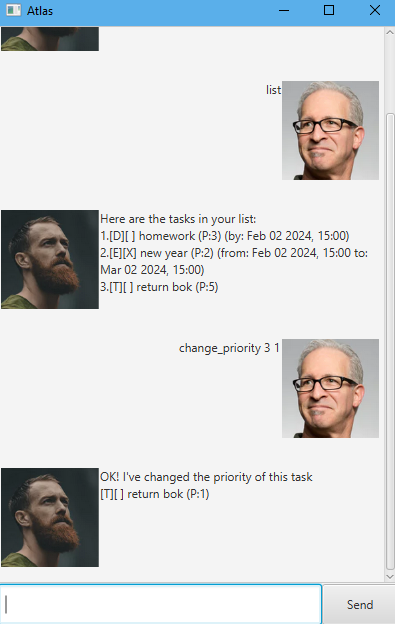 Atlas
list
Here are the tasks in your list:
1.[D][ ] homework (P:3) (by: Feb 02 2024, 15:00)
2.[E][X] new year (P:2) (from: Feb 02 2024, 15:00 to:
Mar 02 2024, 15:00)
3.[T][ ] return bok (P:5)
change_priority 3 1
OK! I've changed the priority of this task
[T][ ] return bok (P:1)
Send